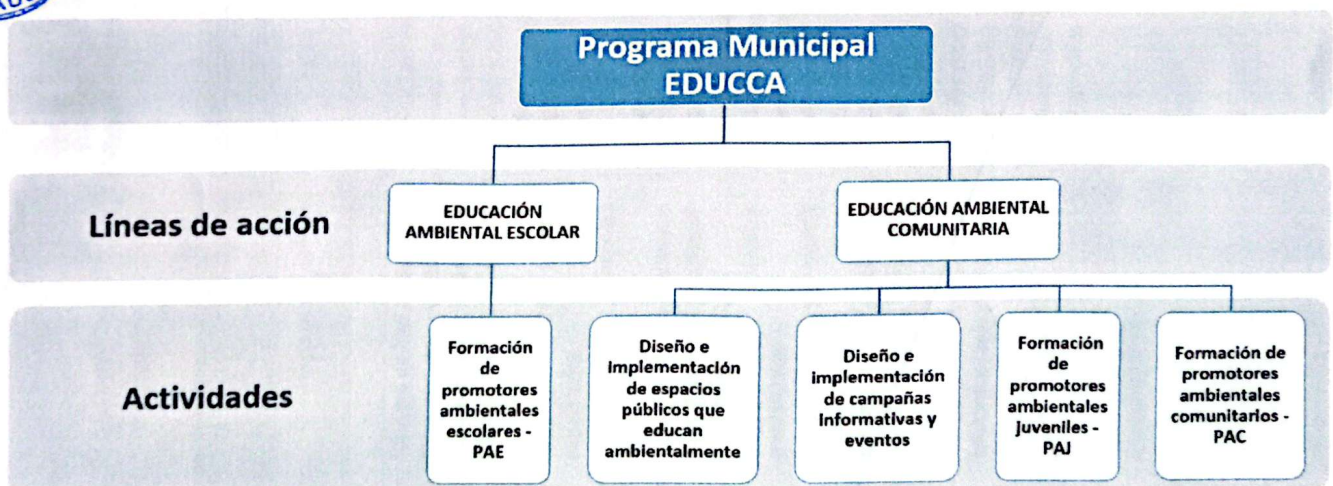 Programa Municipal
EDUCCA
Líneas de acción
EDUCACIÓN
AMBIENTAL ESCOLAR
EDUCACIÓN AMBIENTAL
COMUNITARIA
Actividades
Formación
de
promotores
ambientales
escolares -
PAE
Diseño e
implementación
de espacios
públicos que
educan
ambientalmente
Diseño e
implementación
de campañas
informativas y
eventos
Formación
de
promotores
ambientales
juveniles -
PAJ
Formación de
promotores
ambientales
comunitarios -
PAC